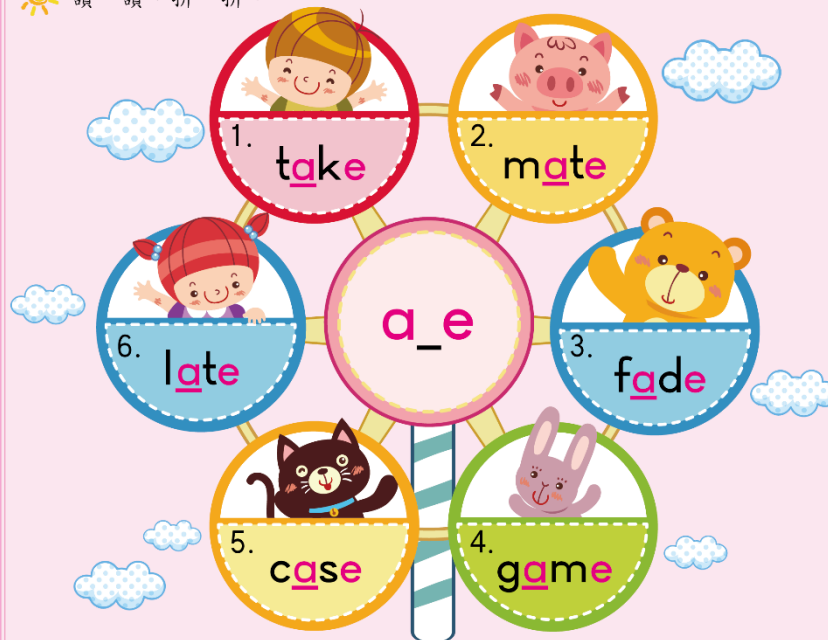 1. take
2. mate
3. fade
4. game
5. case
6. late
a_e